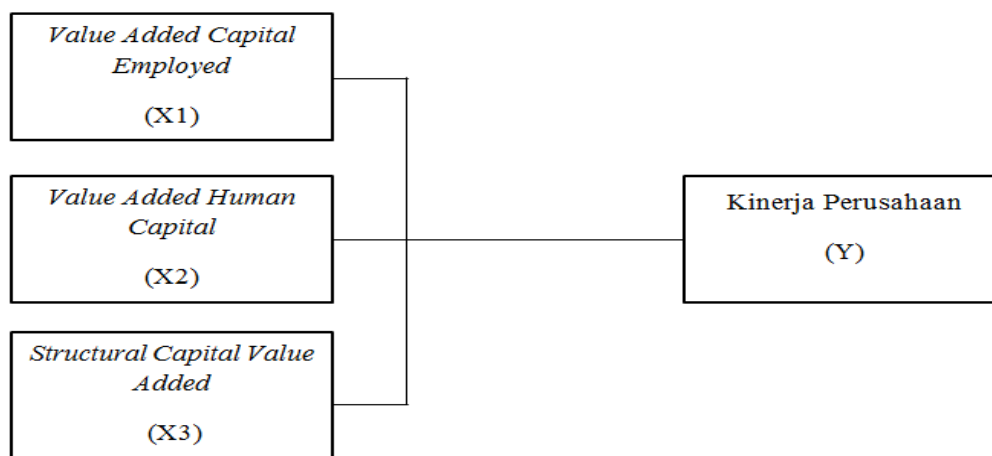 Value Added Capital
Employed
(X1)
Value Added Human
Capital
(X2)
Structural Capital Value
Added
(X3)
Kinerja Perusahaan
(Y)